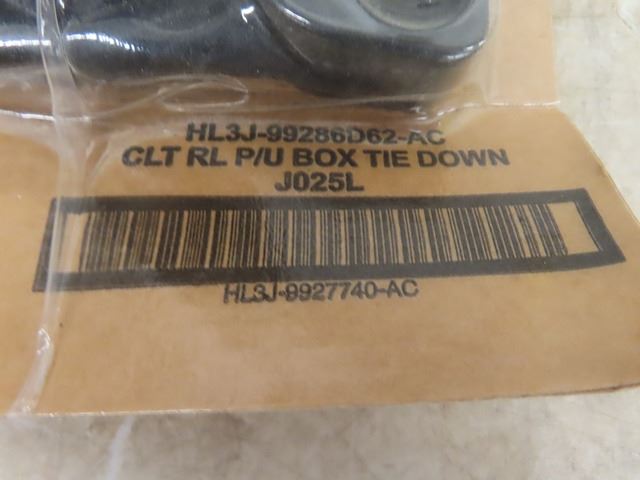 HL3J-99286D62-AC
CLT RL P/U BOX TIE DOWN
J025L
HL3J-9927740-AC